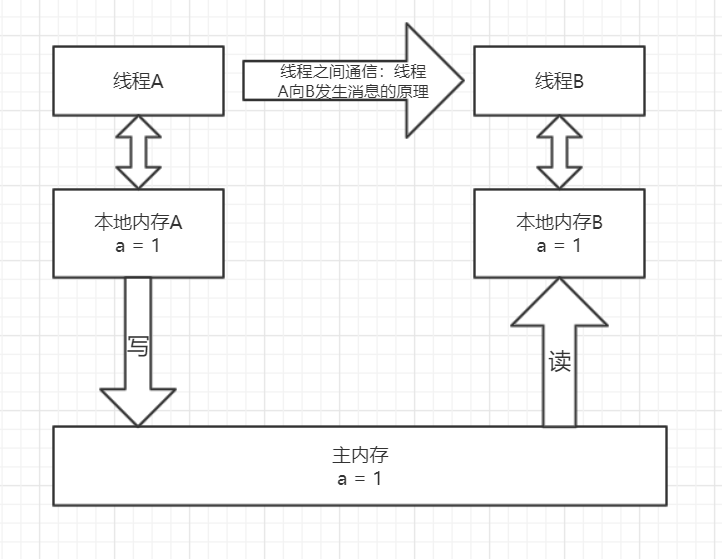 线程A
线程之间通信：线程
A向B发生消息的原理
线程B
本地内存A
a = 1
本地内存B
a = 1
写
读
主内存
a = 1